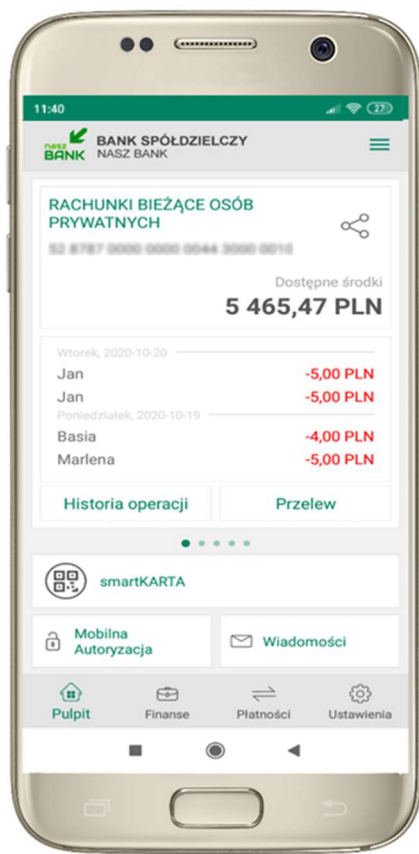 11:40
27
nasz
BANK
BANK SPÓŁDZIELCZY
NASZ BANK
RACHUNKI BIEŻĄCE OSÓB
PRYWATNYCH
Dostępne środki
5 465,47 PLN
Wtorek, 2020-10-20
Jan -5,00 PLN
Jan -5,00 PLN
Poniedziałek, 2020-10-19
Basia -4,00 PLN
Marlena -5,00 PLN
Historia operacji Przelew
smartKARTA
Mobilna
Autoryzacja
Wiadomości
Pulpit Finanse Płatności Ustawienia